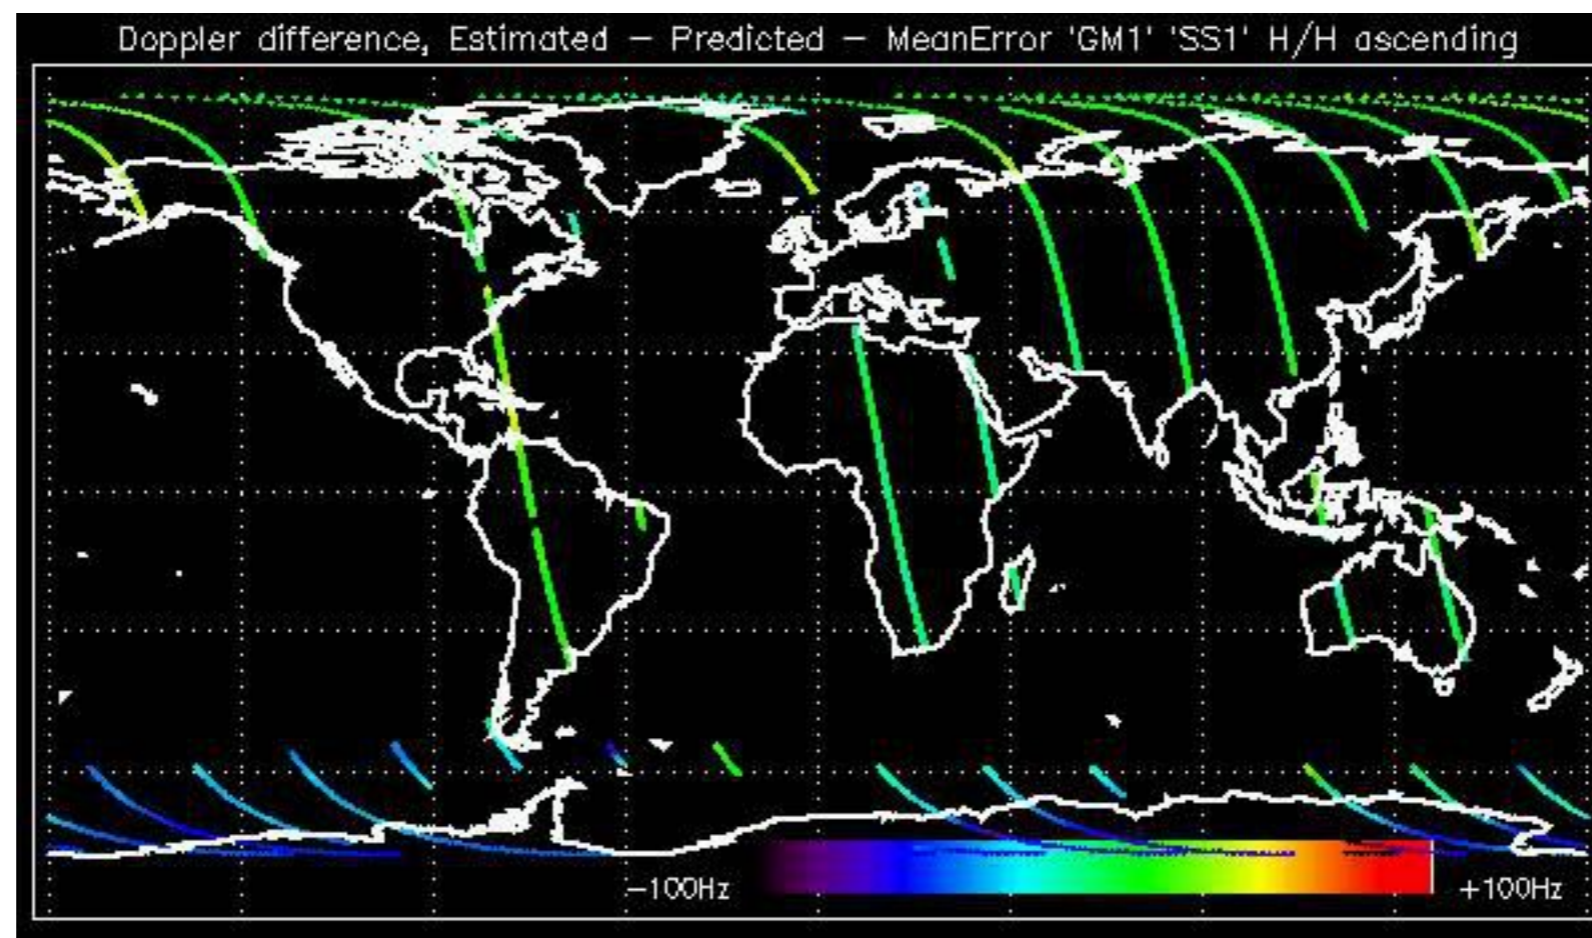 Doppler difference, Estimated − Predicted − MeanError 'GM1' 'SS1' H/H ascending
−100Hz
+100Hz